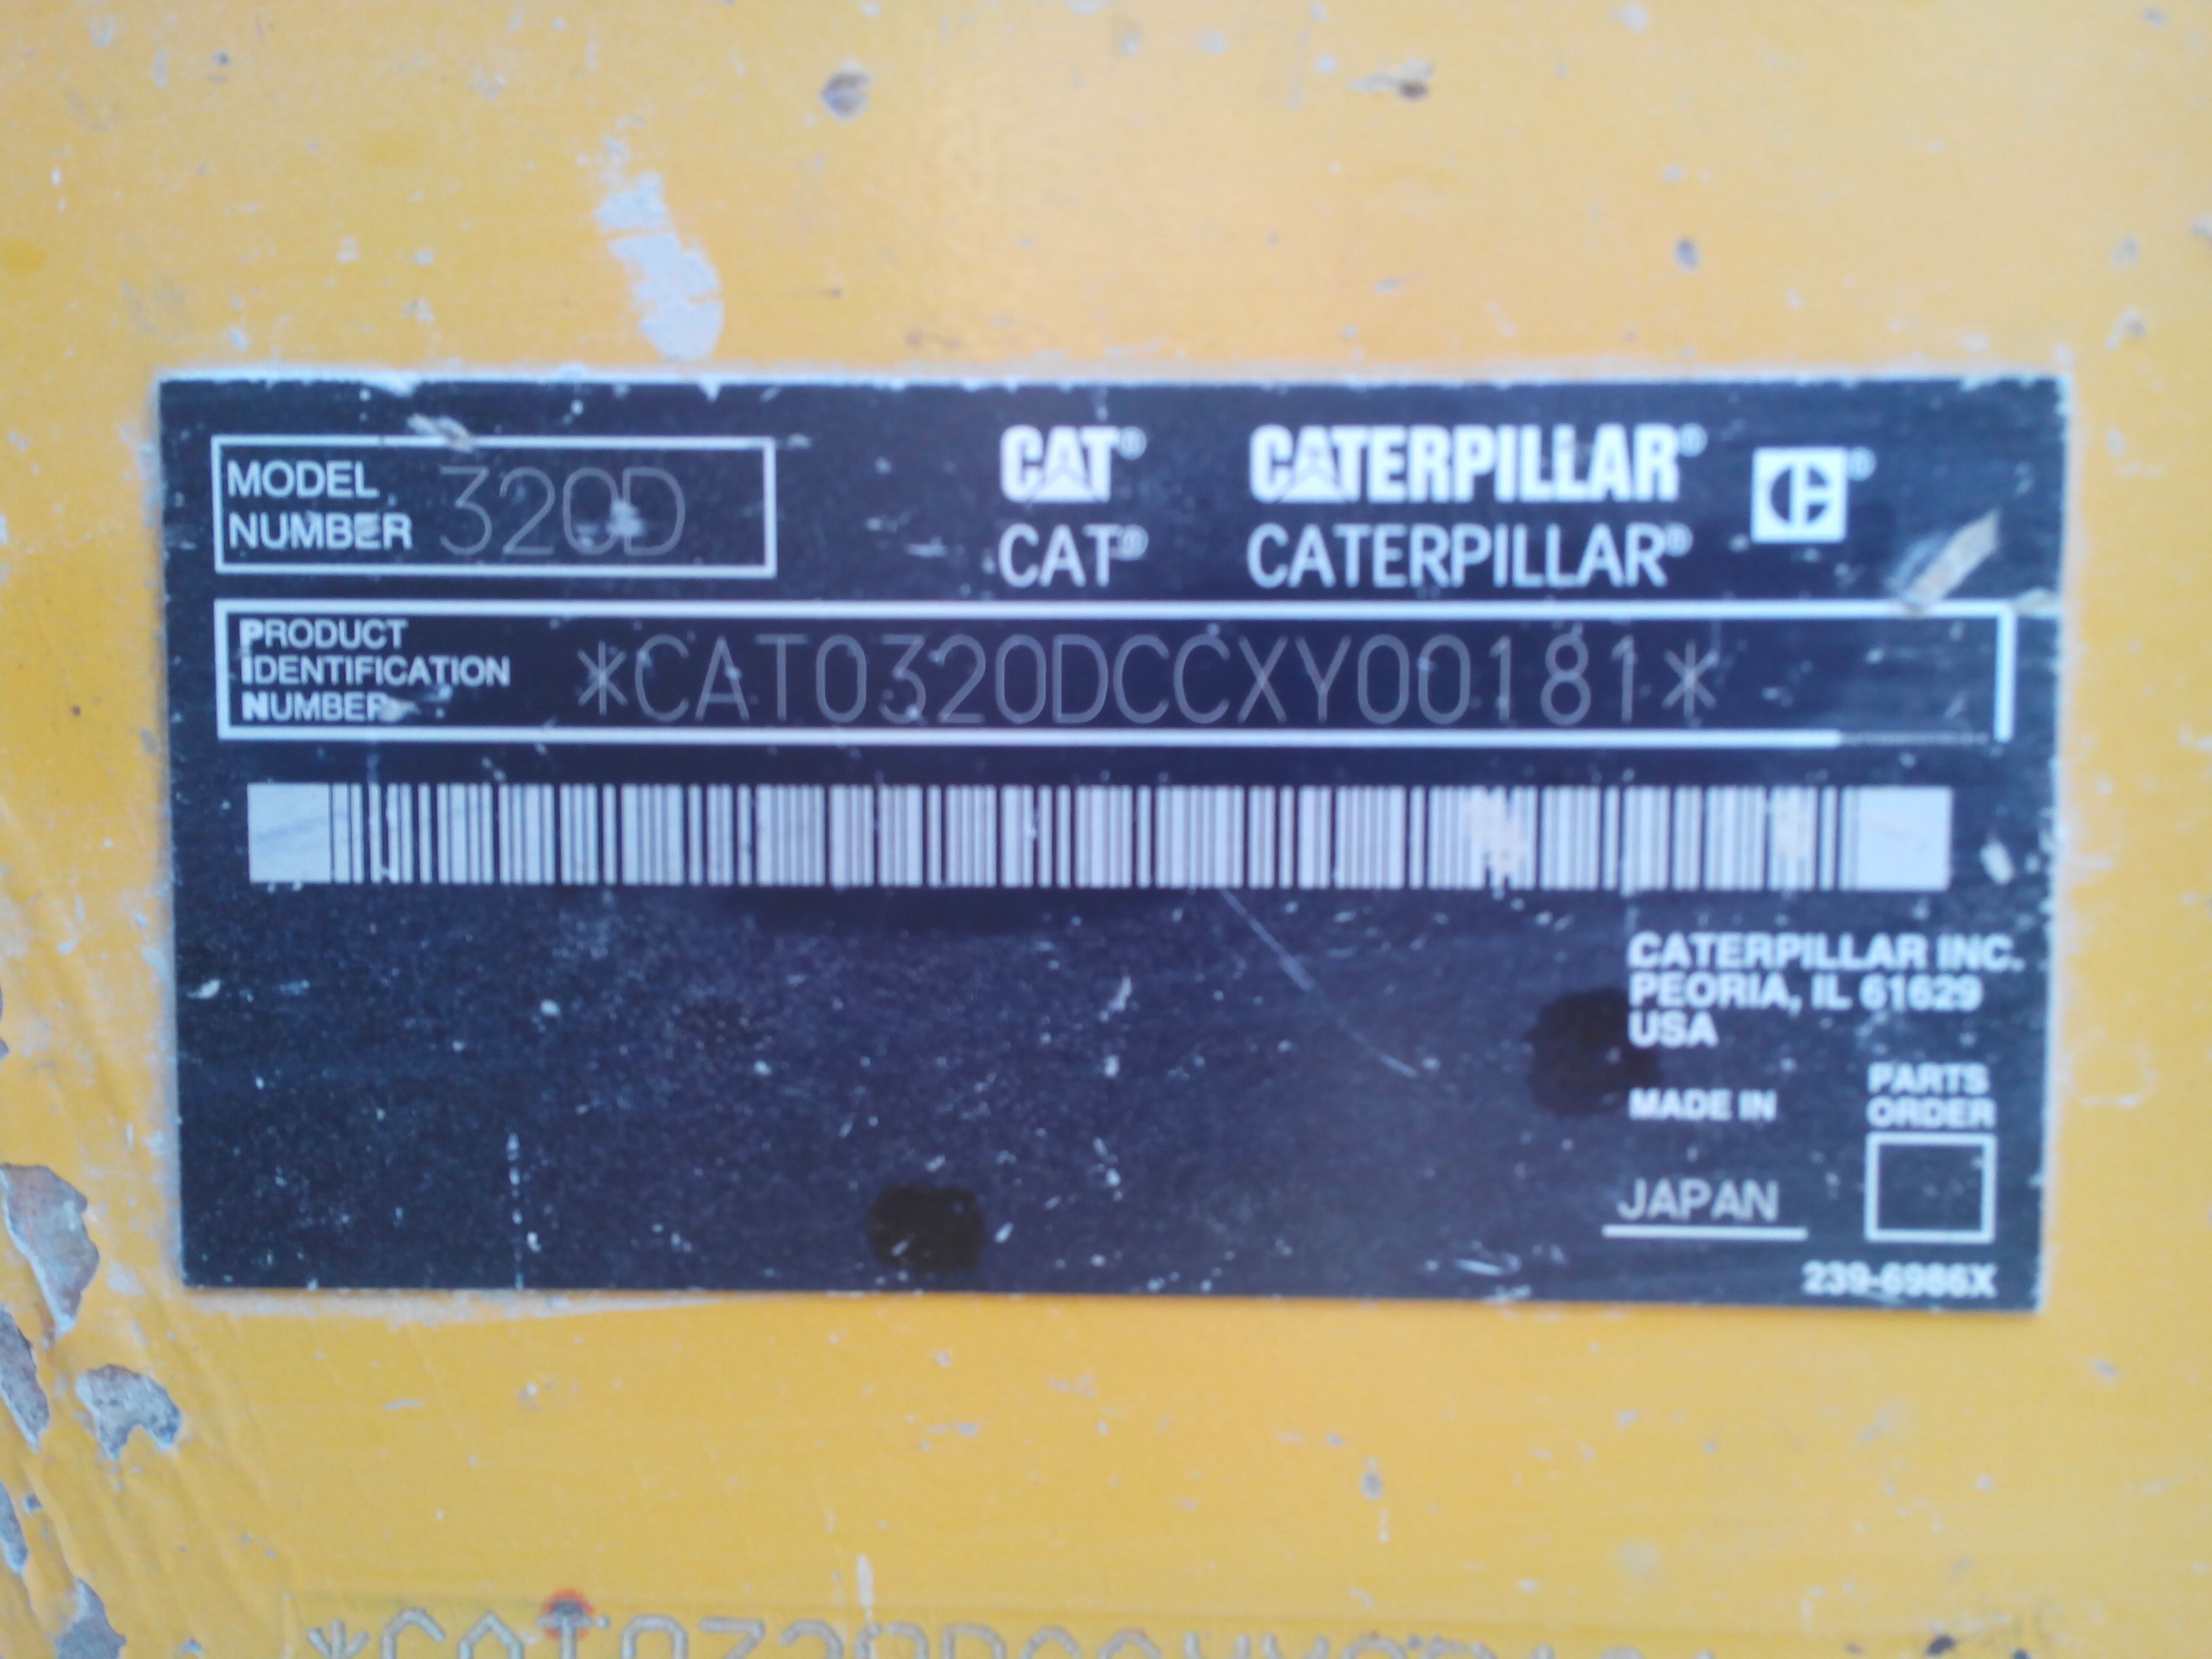 MODEL
NUMBER 320D
CAT® CATERPILLAR®
CAT® CATERPILLAR®
PRODUCT
IDENTIFICATION
NUMBER
*CAT0320DCCXY00181*
CATERPILLAR INC.
PEORIA, IL 61629
USA
MADE IN
JAPAN
PARTS
ORDER
239-6986X